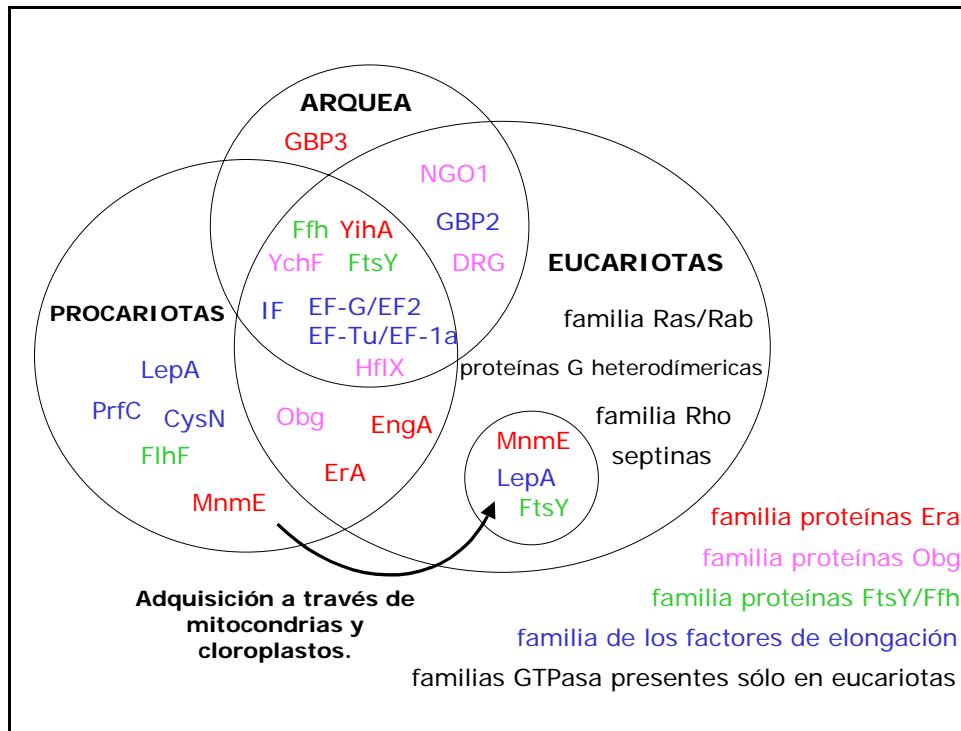 ARQUEA
GBP3
NGO1
GBP2
DRG
Ffh YihA
YchF FtsY
IF EF-G/EF2
EF-Tu/EF-1a
HflX
EUCARIOTAS
familia Ras/Rab
proteínas G heterodímericas
familia Rho
septinas
PROCARIOTAS
LepA
PrfC CysN
FlhF
MnmE
Obg EngA
ErA
MnmE
LepA
FtsY
Adquisición a través de
mitocondrias y
cloroplastos.
familia proteínas Era
familia proteínas Obg
familia proteínas FtsY/Ffh
familia de los factores de elongación
familias GTPasa presentes sólo en eucariotas